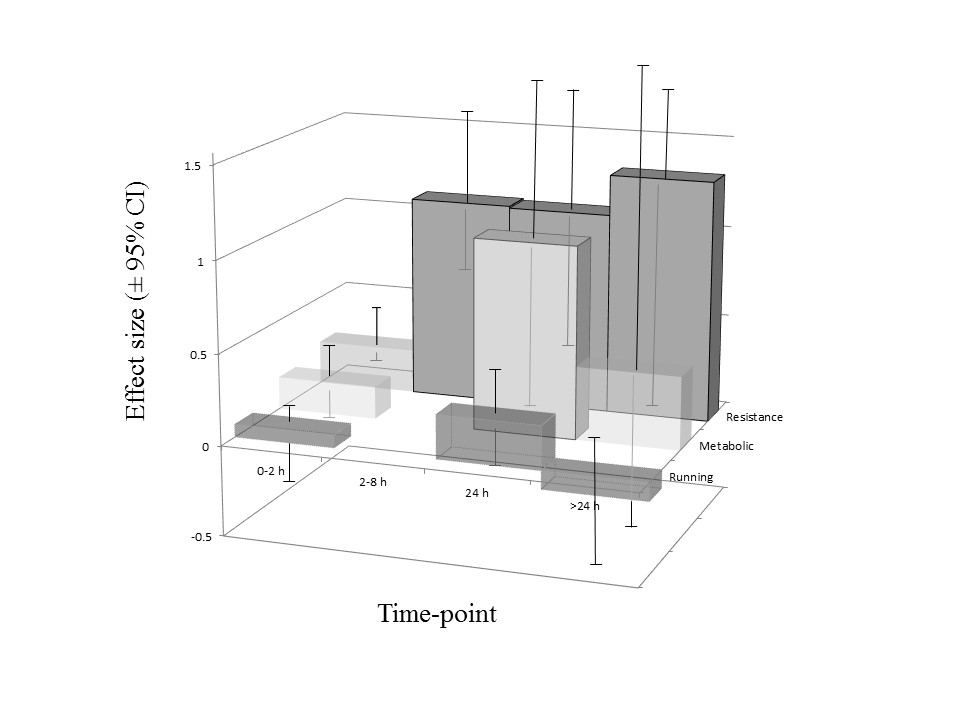 Effect size (± 95% CI)
1.5
1
0.5
0
-0.5
0-2 h
2-8 h
24 h
>24 h
Resistance
Metabolic
Running
Time-point